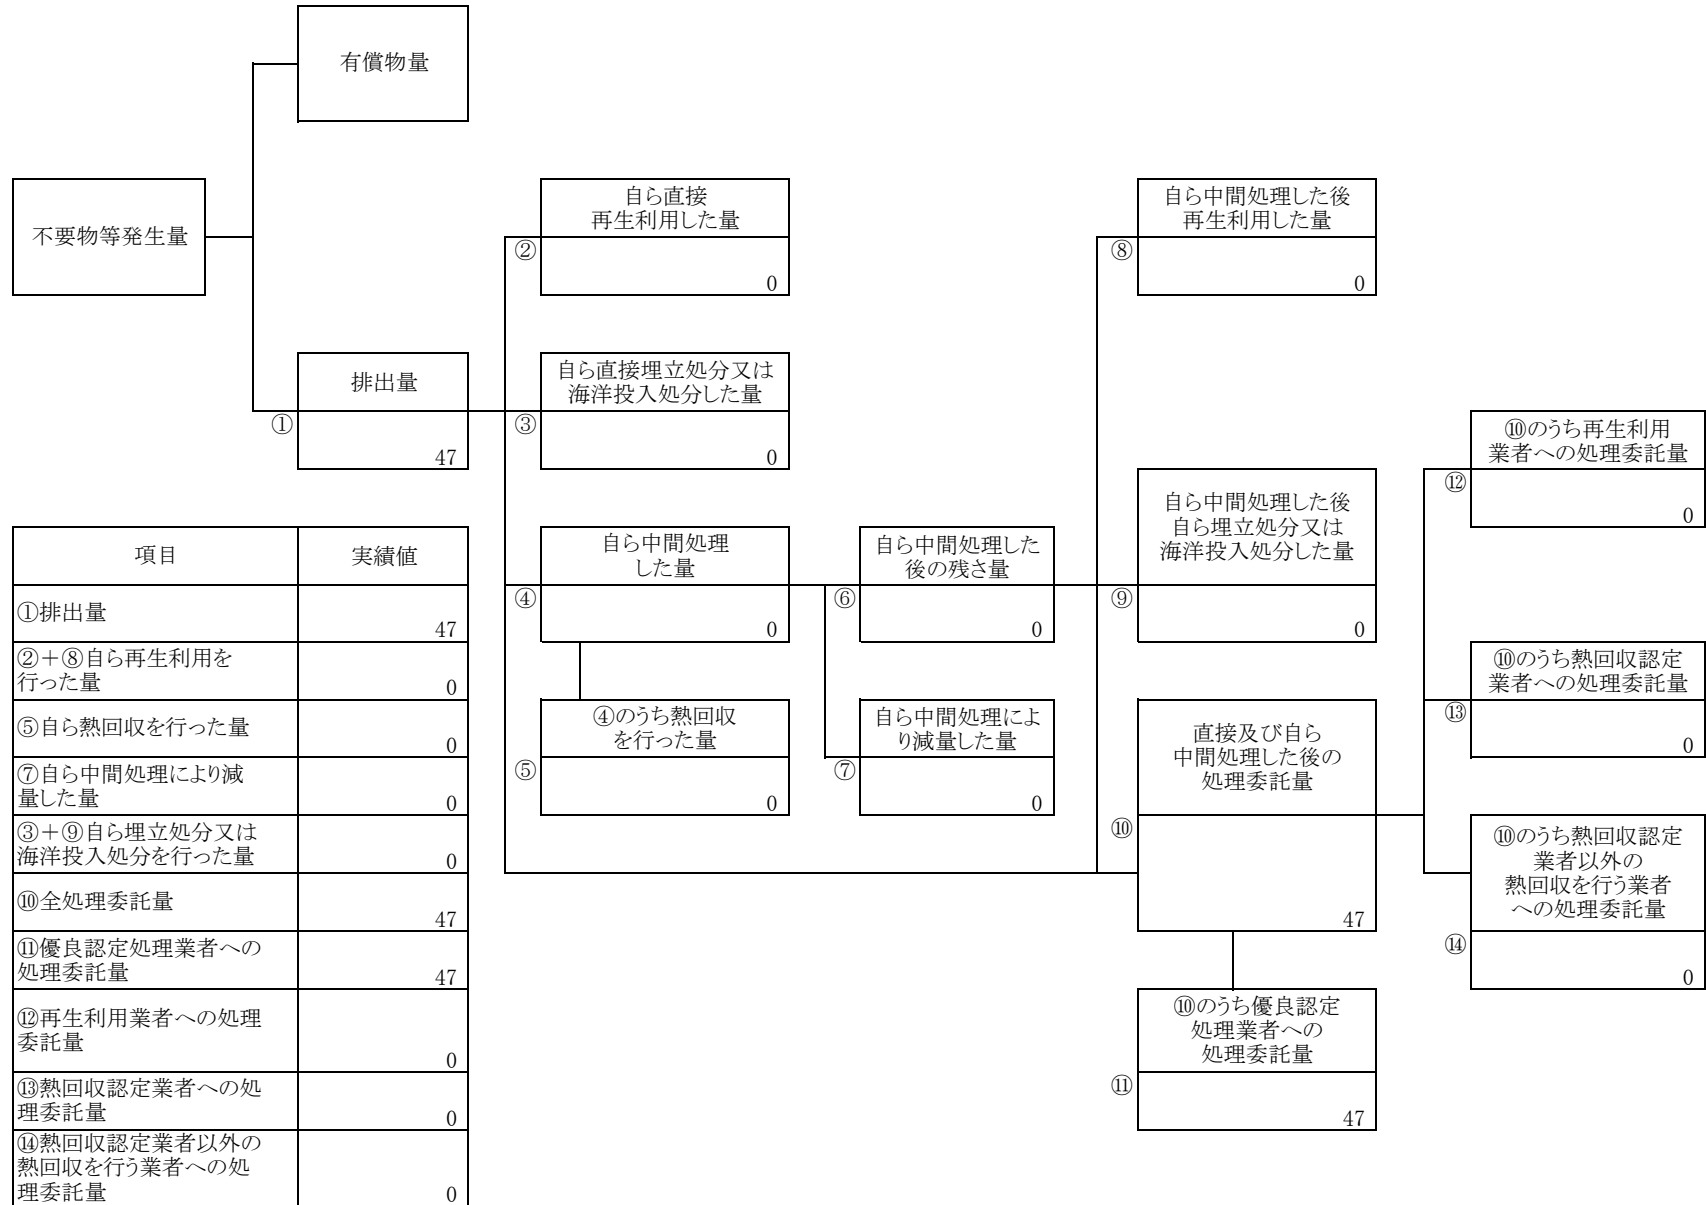 有償物量
不要物等発生量
自ら直接
再生利用した量
②
0
自ら中間処理した後
再生利用した量
⑧
0
排出量
①
47
自ら直接埋立処分又は
海洋投入処分した量
③
0
⑩のうち再生利用
業者への処理委託量
⑫
0
自ら中間処理
した量
④
0
自ら中間処理した
後の残さ量
⑥
0
自ら中間処理した後
自ら埋立処分又は
海洋投入処分した量
⑨
0
⑩のうち熱回収認定
業者への処理委託量
⑬
0
④のうち熱回収
を行った量
⑤
0
自ら中間処理によ
り減量した量
⑦
0
直接及び自ら
中間処理した後の
処理委託量
⑩
47
⑩のうち熱回収認定
業者以外の
熱回収を行う業者
への処理委託量
⑭
0
⑩のうち優良認定
処理業者への
処理委託量
⑪
47
項目 実績値
①排出量
47
②+⑧自ら再生利用を
行った量 0
⑤自ら熱回収を行った量
0
⑦自ら中間処理により減
量した量 0
③+⑨自ら埋立処分又は
海洋投入処分を行った量 0
⑩全処理委託量
47
⑪優良認定処理業者への
処理委託量 47
⑫再生利用業者への処理
委託量
0
⑬熱回収認定業者への処
理委託量 0
⑭熱回収認定業者以外の
熱回収を行う業者への処
理委託量 0